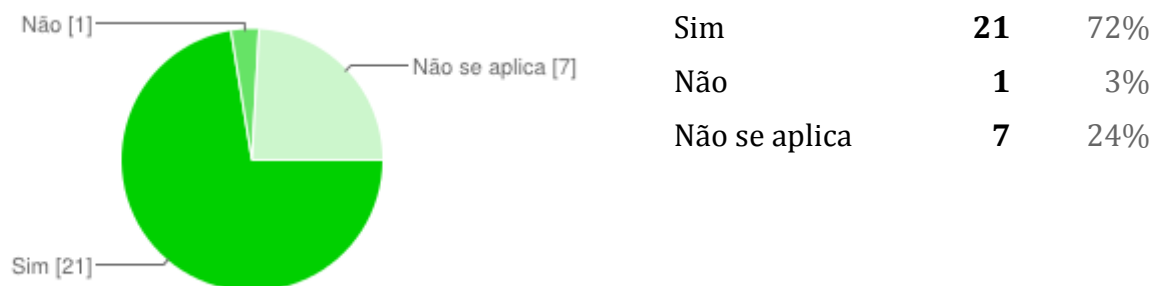 Não [1]
Não se aplica [7]
Sim [21]
Sim 21 72%
Não 1 3%
Não se aplica 7 24%